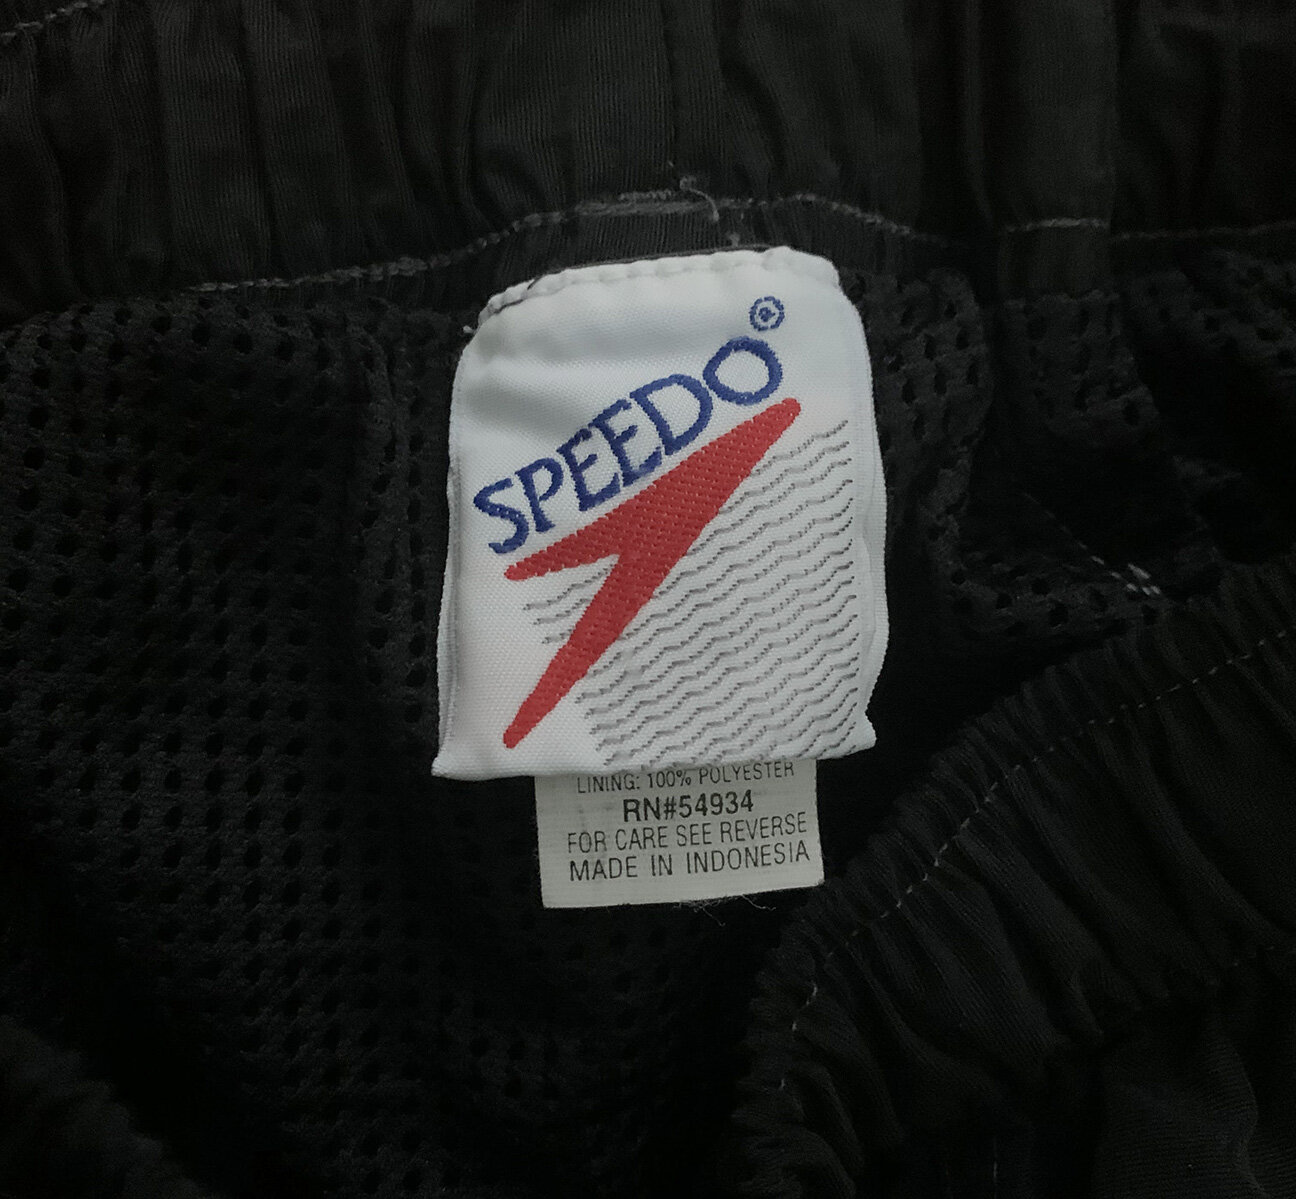 SPEEDO®
LINING: 100% POLYESTER
RN#54934
FOR CARE SEE REVERSE
MADE IN INDONESIA